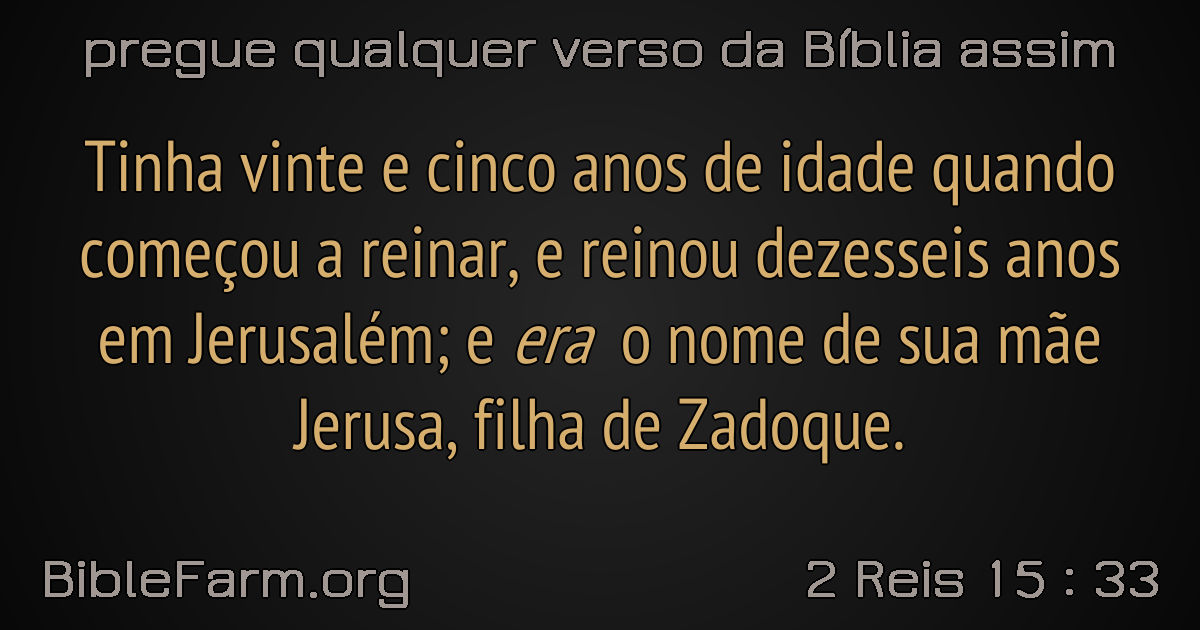 pregue qualquer verso da Bíblia assim
Tinha vinte e cinco anos de idade quando
começou a reinar, e reinou dezesseis anos
em Jerusalém; e era o nome de sua mãe
Jerusa, filha de Zadoque.
BibleFarm.org
2 Reis 15 : 33